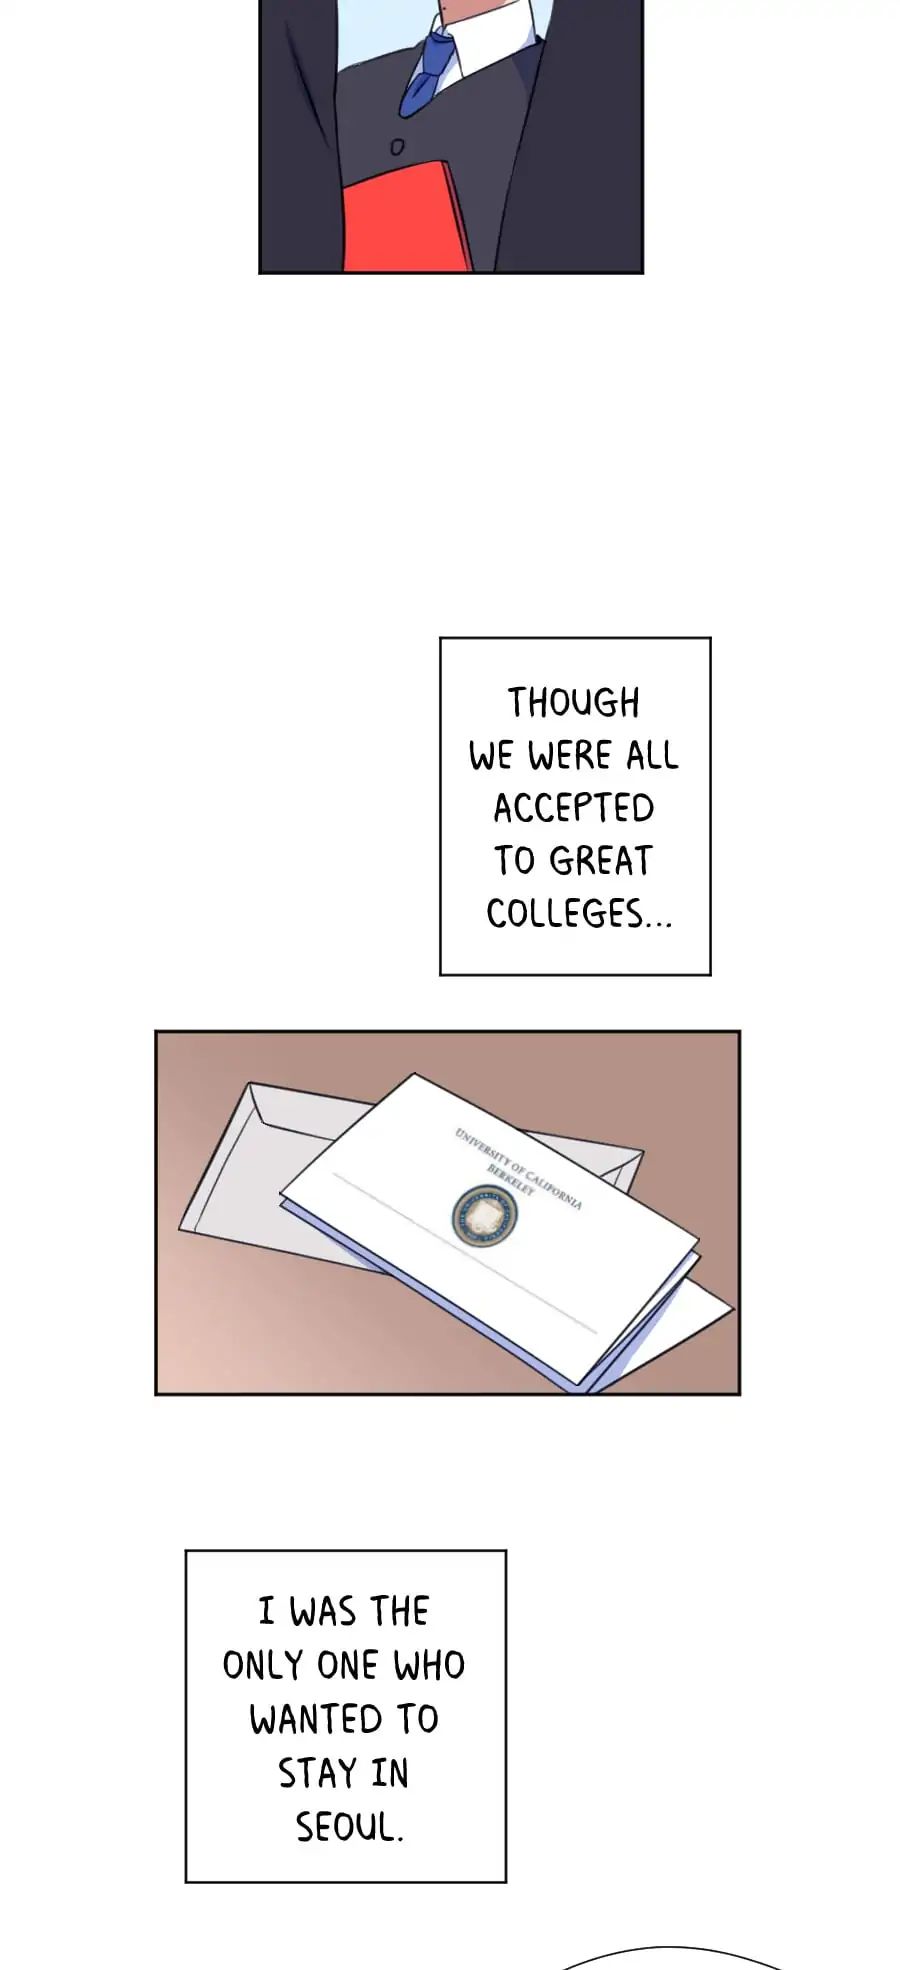 THOUGH
WE WERE ALL
ACCEPTED
TO GREAT
COLLEGES...
UNIVERSITY OF CALIFORNIA
BERKELEY
I WAS THE
ONLY ONE WHO
WANTED TO
STAY IN
SEOUL.